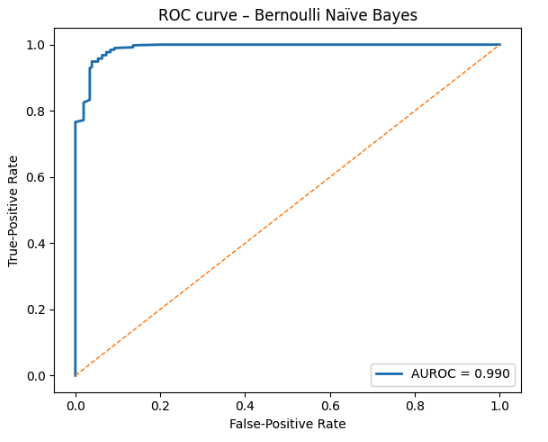 ROC curve – Bernoulli Naïve Bayes
1.0
0.8
0.6
0.4
0.2
0.0
True-Positive Rate
AUROC = 0.990
0.0 0.2 0.4 0.6 0.8 1.0
False-Positive Rate